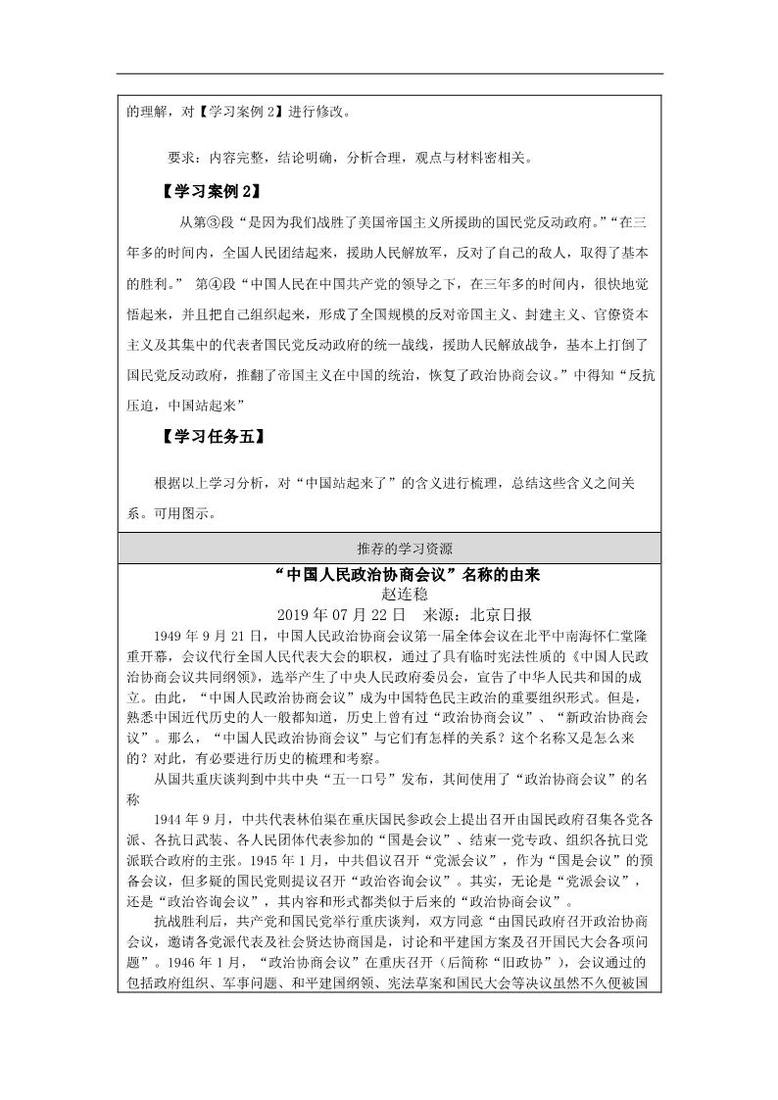 的理解，对【学习案例 2】进行修改。
要求：内容完整，结论明确，分析合理，观点与材料密相关。
【学习案例 2】
从第③段“是因为我们战胜了美国帝国主义所援助的国民党反动政府。”“在三
年多的时间内，全国人民团结起来，援助人民解放军，反对了自己的敌人，取得了基本
的胜利。” 第④段“中国人民在中国共产党的领导之下，在三年多的时间内，很快地觉
悟起来，并且把自己组织起来，形成了全国规模的反对帝国主义、封建主义、官僚资本
主义及其集中的代表者国民党反动政府的统一战线，援助人民解放战争，基本上打倒了
国民党反动政府，推翻了帝国主义在中国的统治，恢复了政治协商会议。”中得知“反抗
压迫，中国站起来”
【学习任务五】
根据以上学习分析，对“中国站起来了”的含义进行梳理，总结这些含义之间关
系。可用图示。
推荐的学习资源
“中国人民政治协商会议”名称的由来
赵连稳
2019 年 07 月 22 日 来源：北京日报
1949 年 9 月 21 日，中国人民政治协商会议第一届全体会议在北平中南海怀仁堂隆
重开幕，会议代行全国人民代表大会的职权，通过了具有临时宪法性质的《中国人民政
治协商会议共同纲领》，选举产生了中央人民政府委员会，宣告了中华人民共和国的成
立。由此，“中国人民政治协商会议”成为中国特色民主政治的重要组织形式。但是，
熟悉中国近代历史的人一般都知道，历史上曾有过“政治协商会议”、“新政治协商会
议”。那么，“中国人民政治协商会议”与它们有怎样的关系？这个名称又是怎么来
的？对此，有必要进行历史的梳理和考察。
从国共重庆谈判到中共中央“五一口号”发布，其间使用了“政治协商会议”的名
称
1944 年 9 月，中共代表林伯渠在重庆国民参政会上提出召开由国民政府召集各党各
派、各抗日武装、各人民团体代表参加的“国是会议”、结束一党专政、组织各抗日党
派联合政府的主张。1945 年 1 月，中共倡议召开“党派会议”，作为“国是会议”的预
备会议，但多疑的国民党则提议召开“政治咨询会议”。其实，无论是“党派会议”，
还是“政治咨询会议”，其内容和形式都类似于后来的“政治协商会议”。
抗战胜利后，共产党和国民党举行重庆谈判，双方同意“由国民政府召开政治协商
会议，邀请各党派代表及社会贤达协商国是，讨论和平建国方案及召开国民大会各项问
题”。1946 年 1 月，“政治协商会议”在重庆召开（后简称“旧政协”），会议通过的
包括政府组织、军事问题、和平建国纲领、宪法草案和国民大会等决议虽然不久便被国